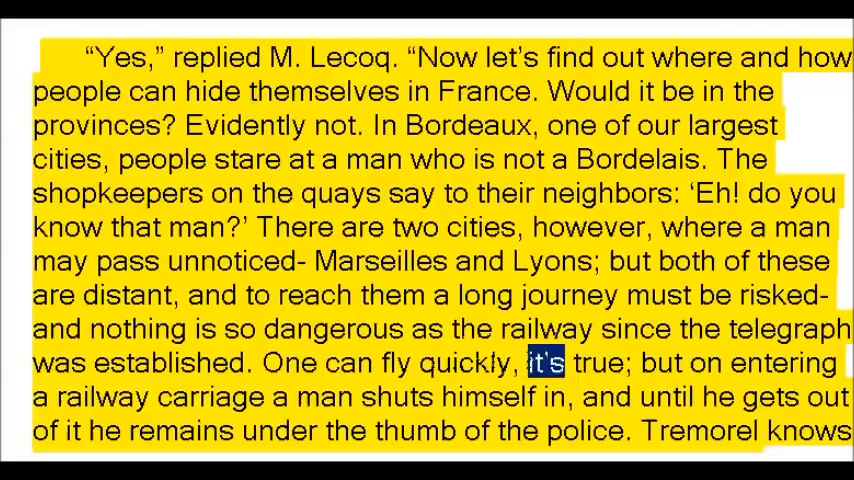 “Yes,” replied M. Lecoq. “Now let’s find out where and how
people can hide themselves in France. Would it be in the
provinces? Evidently not. In Bordeaux, one of our largest
cities, people stare at a man who is not a Bordelais. The
shopkeepers on the quays say to their neighbors: ‘Eh! do you
know that man?’ There are two cities, however, where a man
may pass unnoticed- Marseilles and Lyons; but both of these
are distant, and to reach them a long journey must be risked-
and nothing is so dangerous as the railway since the telegraph
was established. One can fly quickly, it’s true; but on entering
a railway carriage a man shuts himself in, and until he gets out
of it he remains under the thumb of the police. Tremorel knows